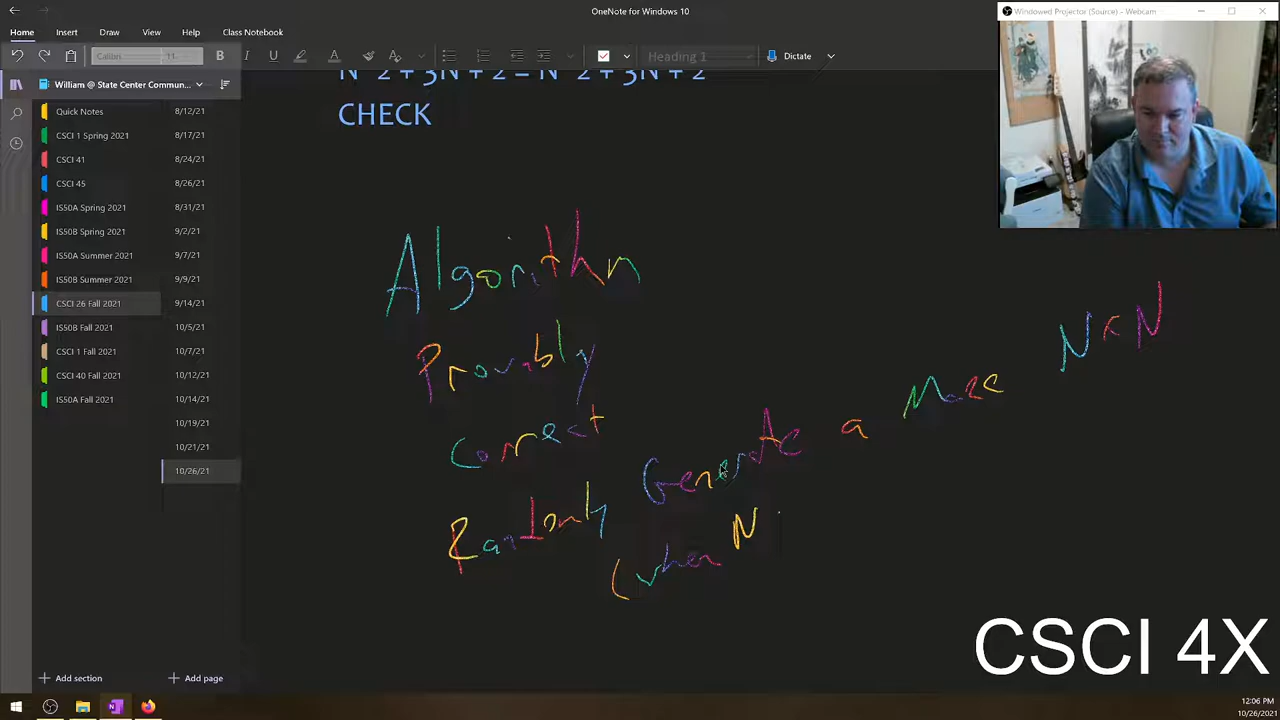 OneNote for Windows 10
Windowed Projector (Source) - Webcam
Home Insert Draw View Help Class Notebook
Calibri 11 B I U A Heading 1 Dictate
William @ State Center Commun...
Quick Notes
CSCI 1 Spring 2021
CSCI 41
CSCI 45
IS50A Spring 2021
IS50B Spring 2021
IS50A Summer 2021
IS50B Summer 2021
CSCI 26 Fall 2021
IS50B Fall 2021
CSCI 1 Fall 2021
CSCI 40 Fall 2021
IS50A Fall 2021
Add section
8/12/21
8/17/21
8/24/21
8/26/21
8/31/21
9/2/21
9/7/21
9/9/21
9/14/21
10/5/21
10/7/21
10/12/21
10/14/21
10/19/21
10/21/21
10/26/21
Add page
N^2 + 3N + 2 = N^2 + 3N + 2
CHECK
Algorithm
Provably
Correct
Randomly Generate a Maze N x N
(when N
CSCI 4X
12:06 PM
10/26/2021